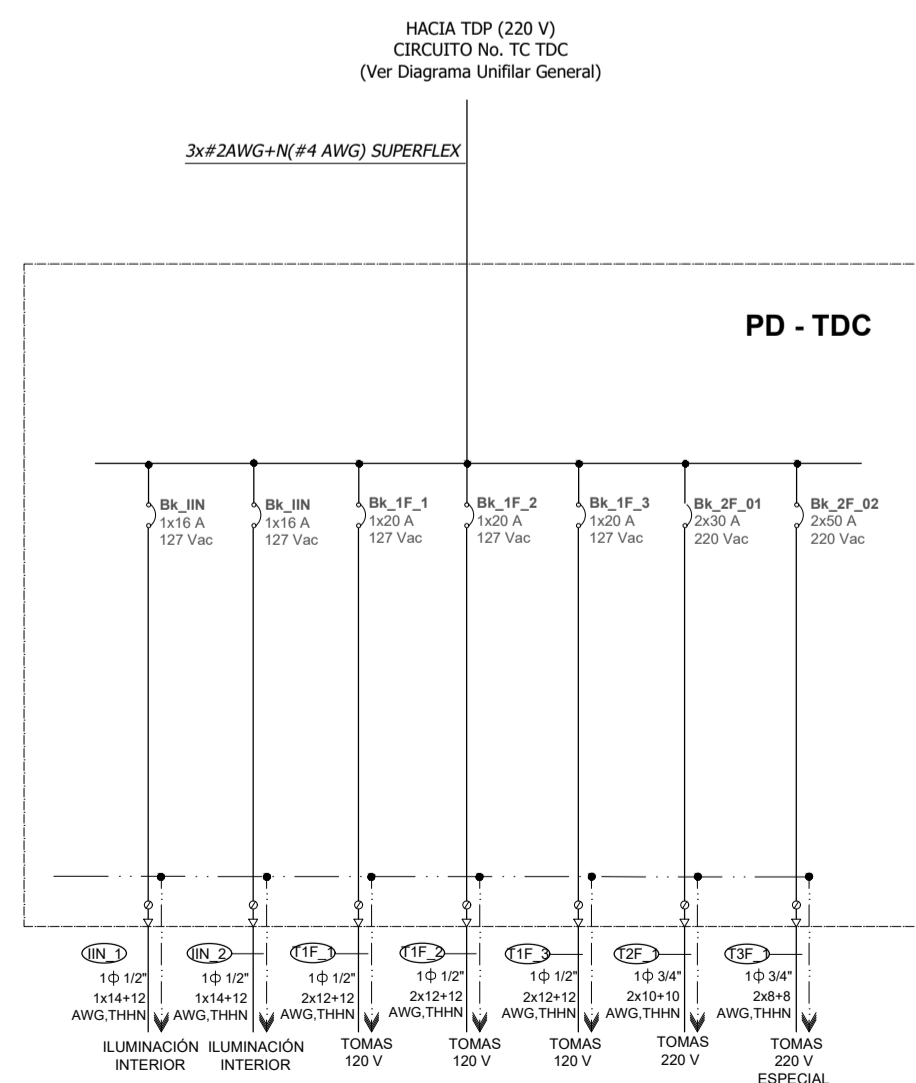 HACIA TDP (220 V)
CIRCUITO No. TC TDC
(Ver Diagrama Unifilar General)
3x#2AWG+N(#4 AWG) SUPERFLEX
PD - TDC
Bk_IIN
1x16 A
127 Vac
Bk_IIN
1x16 A
127 Vac
Bk_1F_1
1x20 A
127 Vac
Bk_1F_2
1x20 A
127 Vac
Bk_1F_3
1x20 A
127 Vac
Bk_2F_01
2x30 A
220 Vac
Bk_2F_02
2x50 A
220 Vac
IIN_1
1ϕ 1/2"
1x14+12
AWG,THHN
ILUMINACIÓN
INTERIOR
IIN_2
1ϕ 1/2"
1x14+12
AWG,THHN
ILUMINACIÓN
INTERIOR
T1F_1
1ϕ 1/2"
2x12+12
AWG,THHN
TOMAS
120 V
T1F_2
1ϕ 1/2"
2x12+12
AWG,THHN
TOMAS
120 V
T1F_3
1ϕ 1/2"
2x12+12
AWG,THHN
TOMAS
120 V
T2F_1
1ϕ 3/4"
2x10+10
AWG,THHN
TOMAS
220 V
T3F_1
1ϕ 3/4"
2x8+8
AWG,THHN
TOMAS
220 V
ESPECIAL